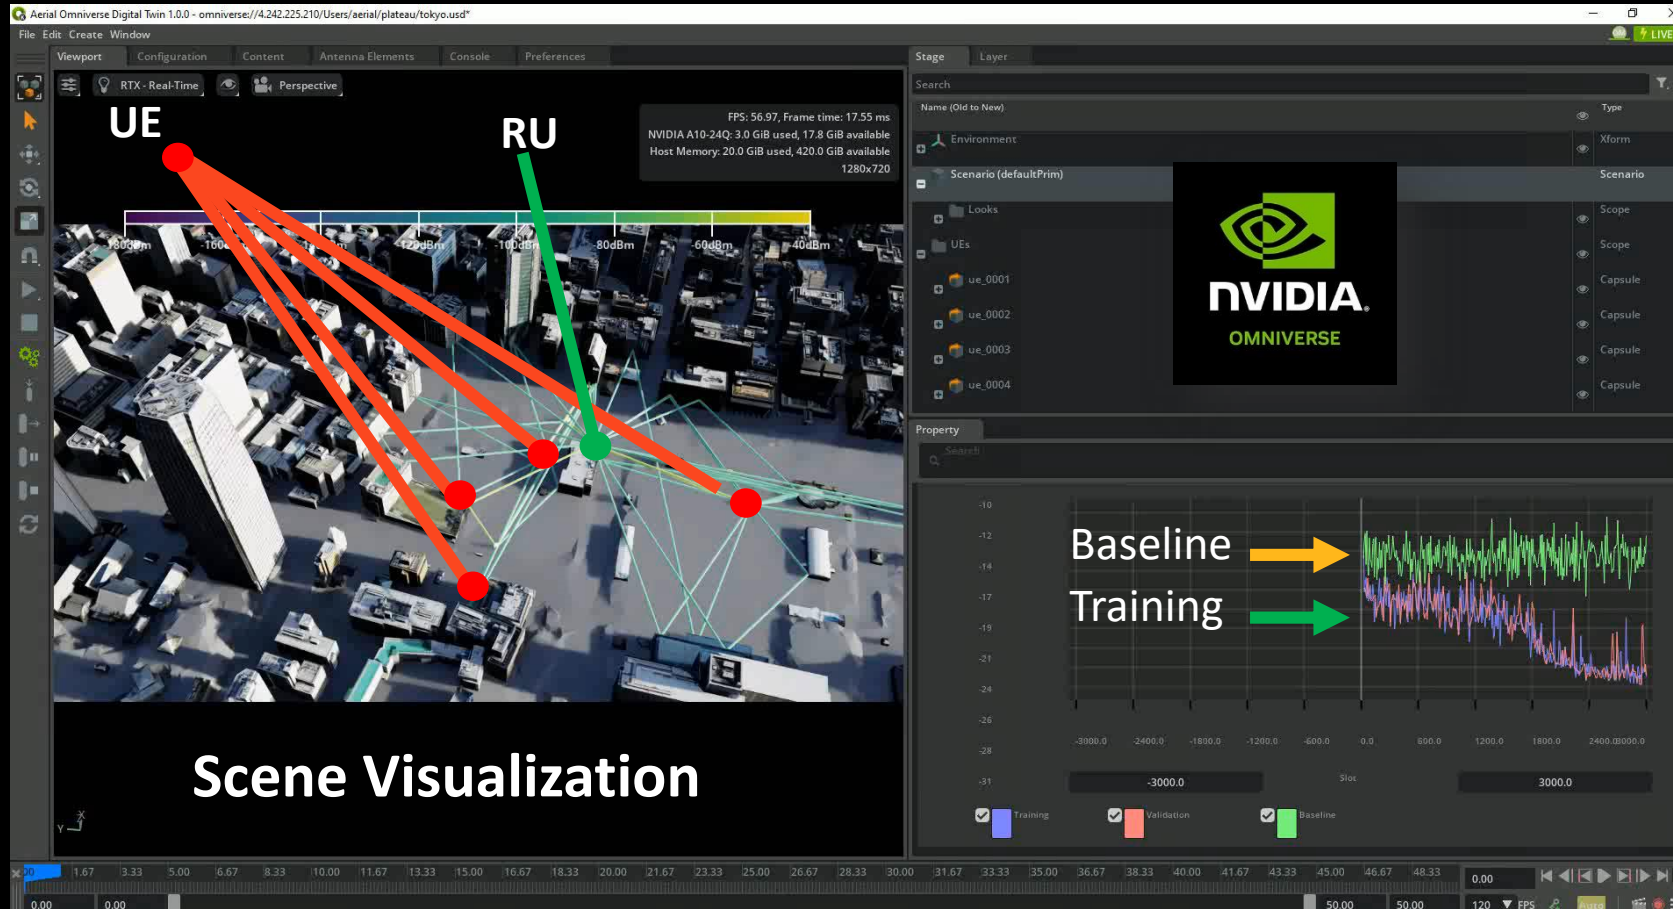 Aerial Omniverse Digital Twin 1.0.0 - omniverse://4.242.225.210/Users/aerial/plateau/tokyo.usd*
File Edit Create Window
LIVE
Viewport Configuration Content Antenna Elements Console Preferences
Stage Layer
RTX - Real-Time Perspective
Search
Name (Old to New) Type
UE
RU
FPS: 56.97, Frame time: 17.55 ms
NVIDIA A10-24Q: 3.0 GiB used, 17.8 GiB available
Host Memory: 20.0 GiB used, 420.0 GiB available
1280x720
Environment Xform
Scenario (defaultPrim) Scenario
Looks Scope
UEs Scope
ue_0001 Capsule
ue_0002 Capsule
ue_0003 Capsule
ue_0004 Capsule
NVIDIA.
OMNIVERSE
-120dBm -100dBm 80dBm -60dBm 40dBm
Property
Search
-10
-12
-14
-17
-19
-21
-24
-26
-28
-31
Baseline
Training
-3000.0 -2400.0 -1800.0 -1200.0 -600.0 0.0 600.0 1200.0 1800.0 2400.0 3000.0
-3000.0 Slot 3000.0
Training Validation Baseline
Scene Visualization
X
Y
1.67 3.33 5.00 6.67 8.33 10.00 11.67 13.33 15.00 16.67 18.33 20.00 21.67 23.33 25.00 26.67 28.33 30.00 31.67 33.33 35.00 36.67 38.33 40.00 41.67 43.33 45.00 46.67 48.33 0.00
0.00 0.00 50.00 50.00 120 FPS Auto